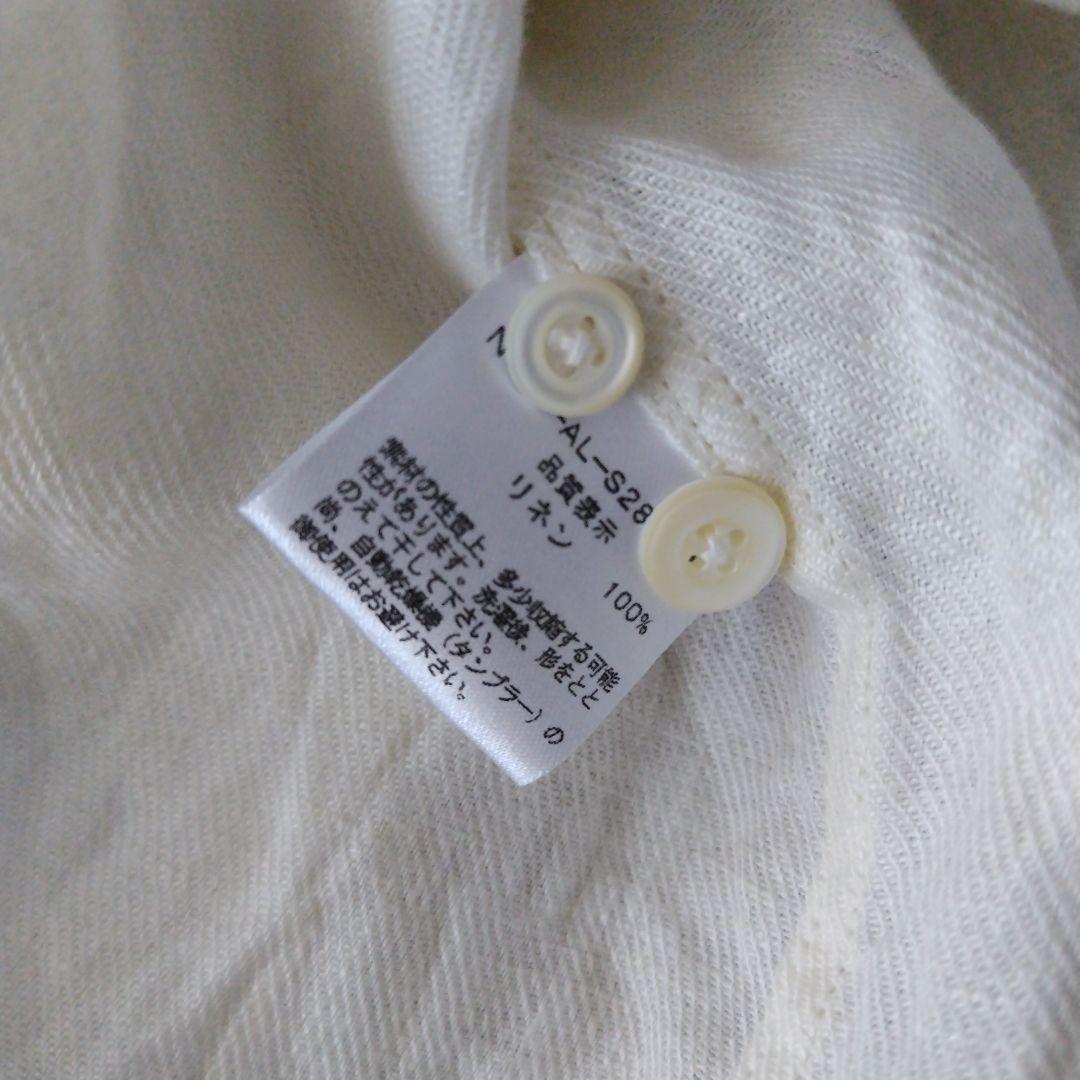 N
-AL-S28
品質表示
リネン 100%
素材の性質上、多少収縮する可能
性があります。洗濯後、形をとと
のえて干して下さい。
尚、自動乾燥機（タンブラー）の
御使用はお避け下さい。